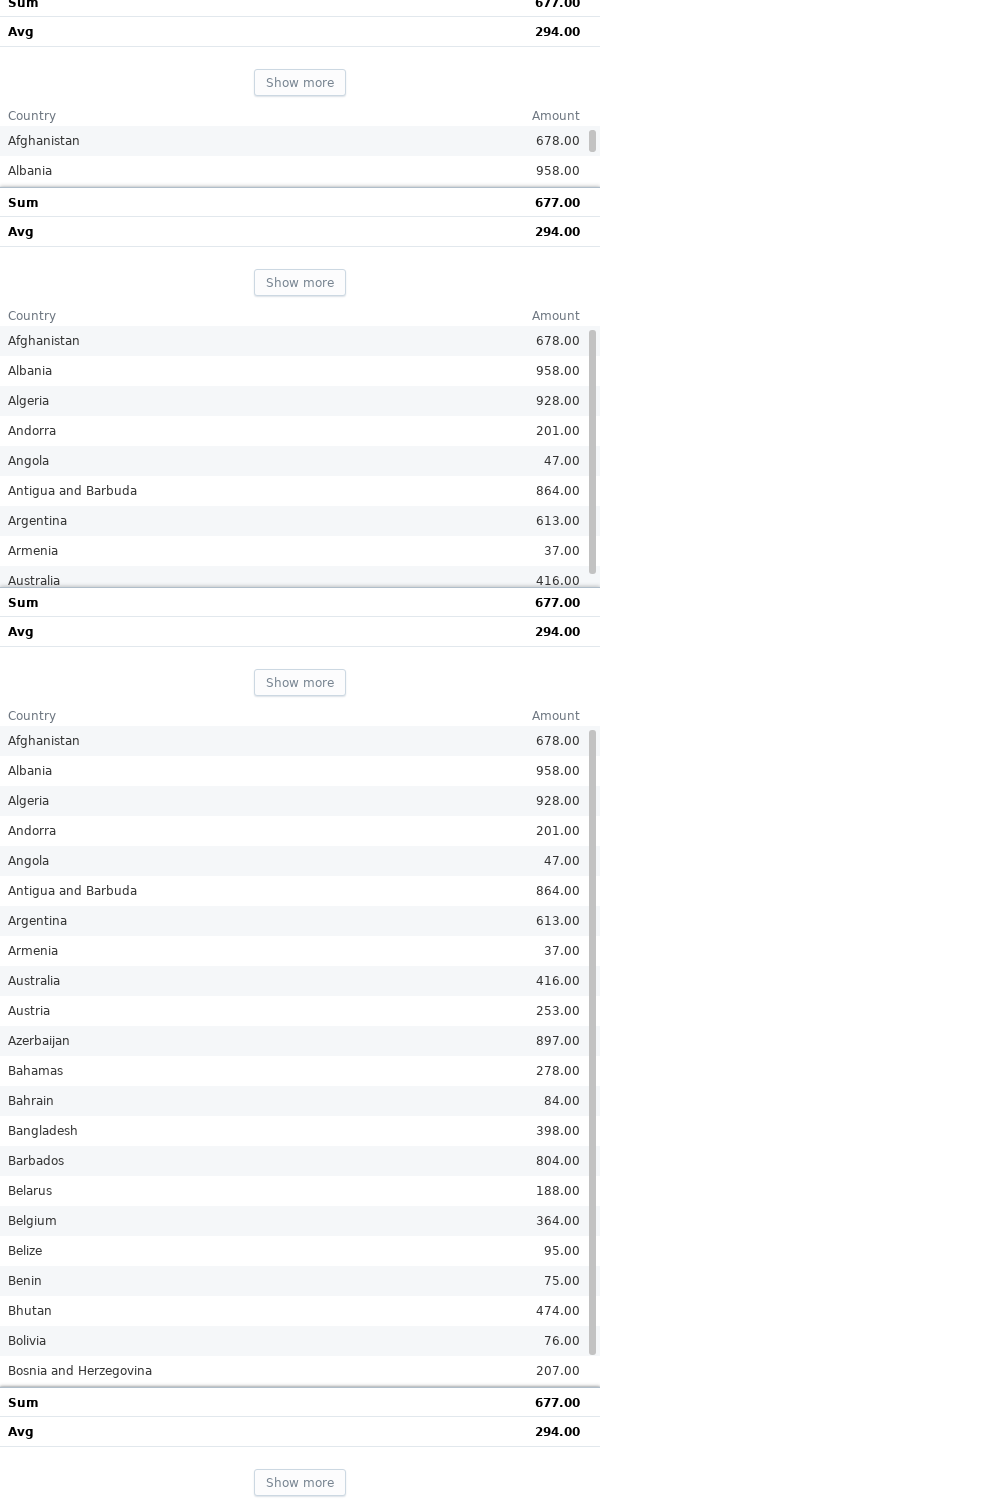 Sum 677.00
Avg 294.00
Show more
Country Amount
Afghanistan 678.00
Albania 958.00
Sum 677.00
Avg 294.00
Show more
Country Amount
Afghanistan 678.00
Albania 958.00
Algeria 928.00
Andorra 201.00
Angola 47.00
Antigua and Barbuda 864.00
Argentina 613.00
Armenia 37.00
Australia 416.00
Sum 677.00
Avg 294.00
Show more
Country Amount
Afghanistan 678.00
Albania 958.00
Algeria 928.00
Andorra 201.00
Angola 47.00
Antigua and Barbuda 864.00
Argentina 613.00
Armenia 37.00
Australia 416.00
Austria 253.00
Azerbaijan 897.00
Bahamas 278.00
Bahrain 84.00
Bangladesh 398.00
Barbados 804.00
Belarus 188.00
Belgium 364.00
Belize 95.00
Benin 75.00
Bhutan 474.00
Bolivia 76.00
Bosnia and Herzegovina 207.00
Sum 677.00
Avg 294.00
Show more